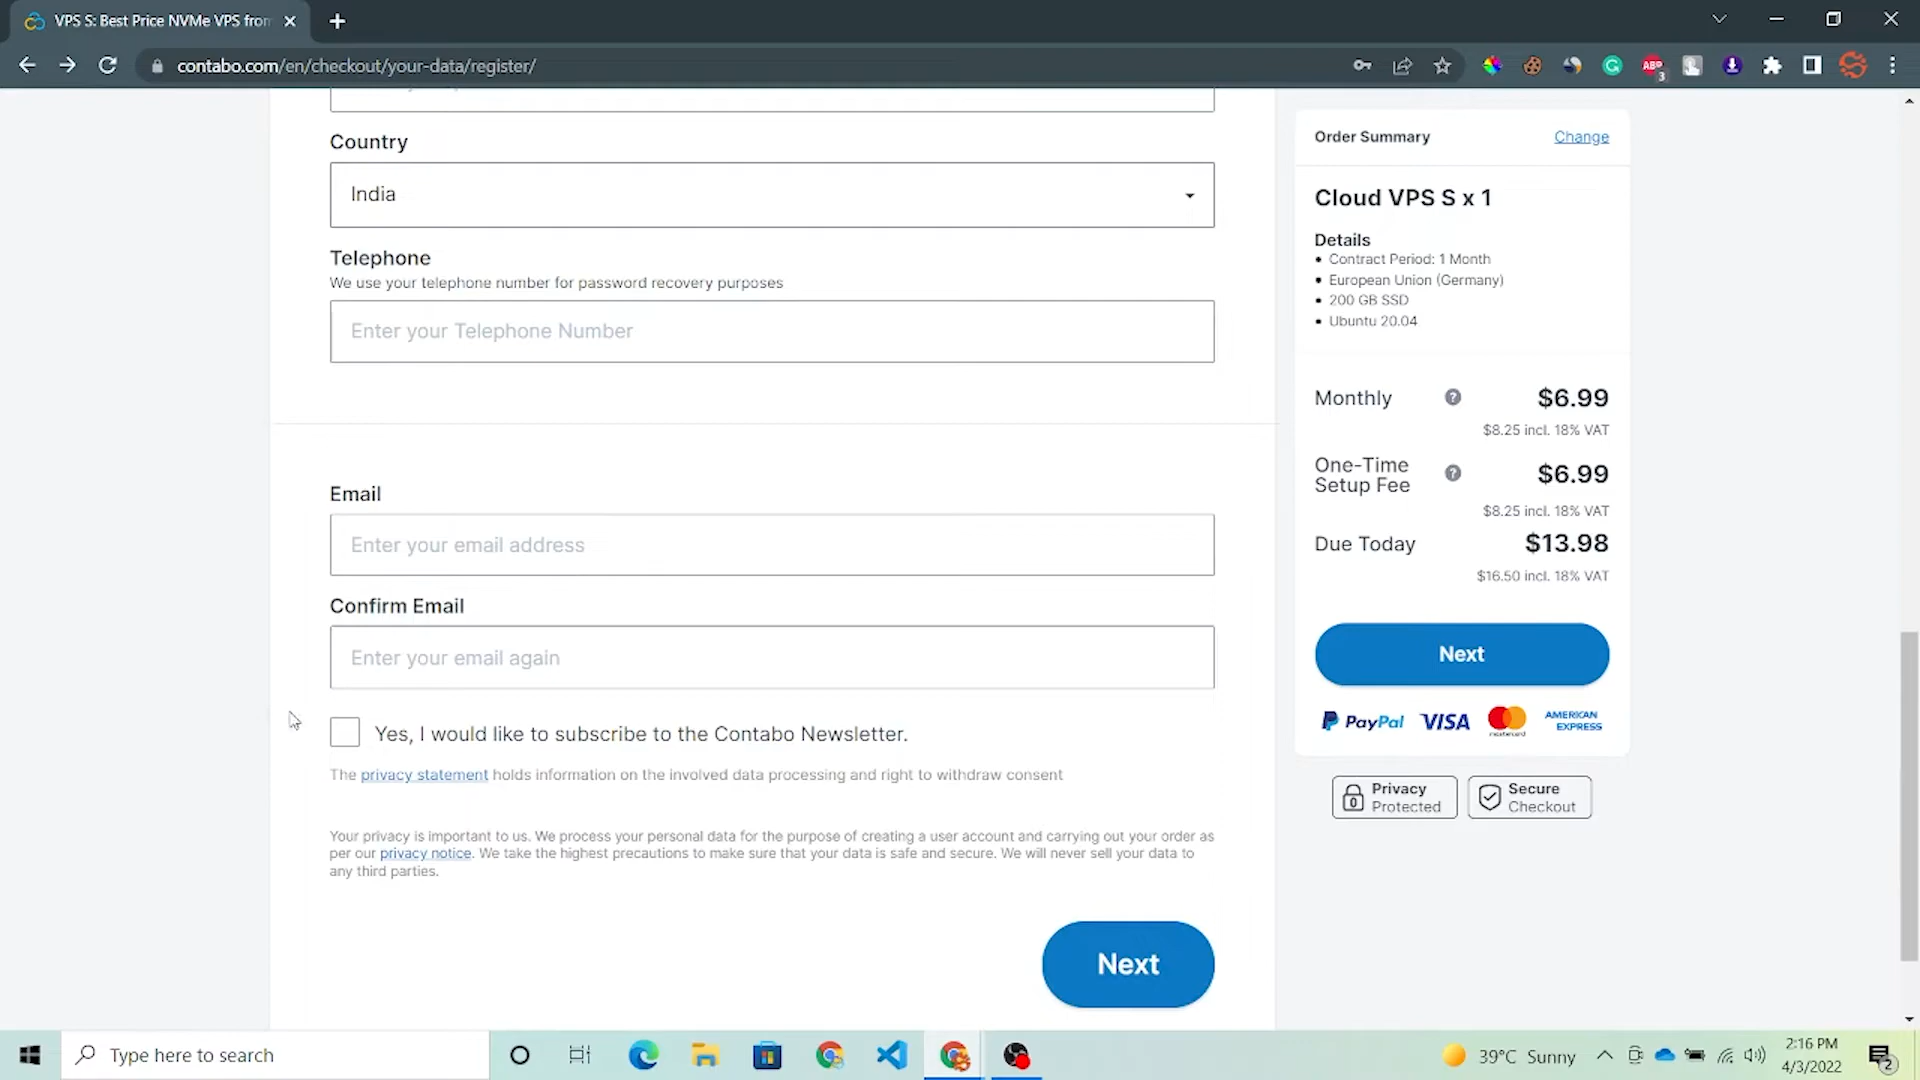 VPS S: Best Price NVMe VPS from
contabo.com/en/checkout/your-data/register/
ABP
3
Country
India
Telephone
We use your telephone number for password recovery purposes
Enter your Telephone Number
Email
Enter your email address
Confirm Email
Enter your email again
Yes, I would like to subscribe to the Contabo Newsletter.
The privacy statement holds information on the involved data processing and right to withdraw consent
Your privacy is important to us. We process your personal data for the purpose of creating a user account and carrying out your order as
per our privacy notice. We take the highest precautions to make sure that your data is safe and secure. We will never sell your data to
any third parties.
Next
Order Summary Change
Cloud VPS S x 1
Details
• Contract Period: 1 Month
• European Union (Germany)
• 200 GB SSD
• Ubuntu 20.04
Monthly ? $6.99
$8.25 incl. 18% VAT
One-Time
Setup Fee ? $6.99
$8.25 incl. 18% VAT
Due Today $13.98
$16.50 incl. 18% VAT
Next
PayPal VISA mastercard AMERICAN EXPRESS
Privacy
Protected
Secure
Checkout
Type here to search
39°C Sunny
2:16 PM
4/3/2022
2